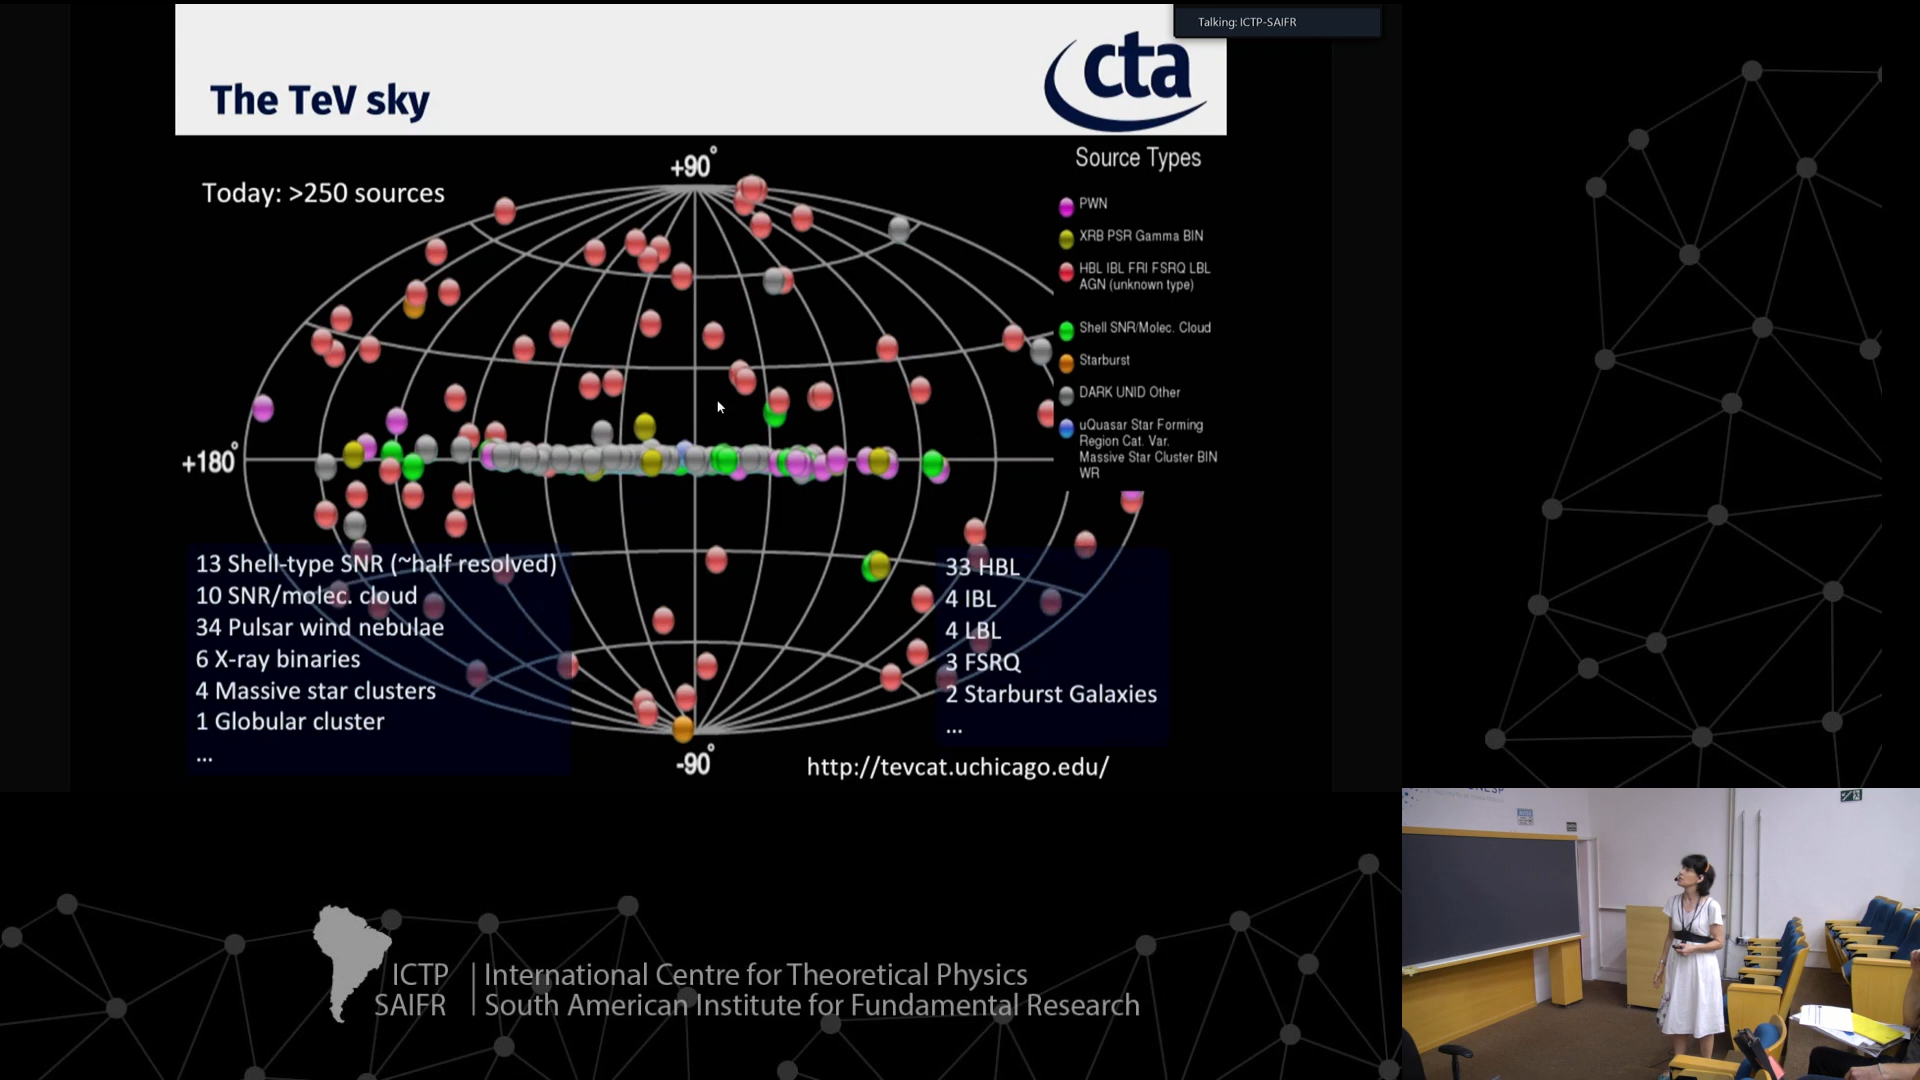 Talking: ICTP-SAIFR
cta
The TeV sky
Today: >250 sources
+90°
+180°
-90°
Source Types
PWN
XRB PSR Gamma BIN
HBL IBL FRI FSRQ LBL
AGN (unknown type)
Shell SNR/Molec. Cloud
Starburst
DARK UNID Other
uQuasar Star Forming
Region Cat. Var.
Massive Star Cluster BIN
WR
13 Shell-type SNR (~half resolved)
10 SNR/molec. cloud
34 Pulsar wind nebulae
6 X-ray binaries
4 Massive star clusters
1 Globular cluster
...
33 HBL
4 IBL
4 LBL
3 FSRQ
2 Starburst Galaxies
...
http://tevcat.uchicago.edu/
ICTP
SAIFR
International Centre for Theoretical Physics
South American Institute for Fundamental Research